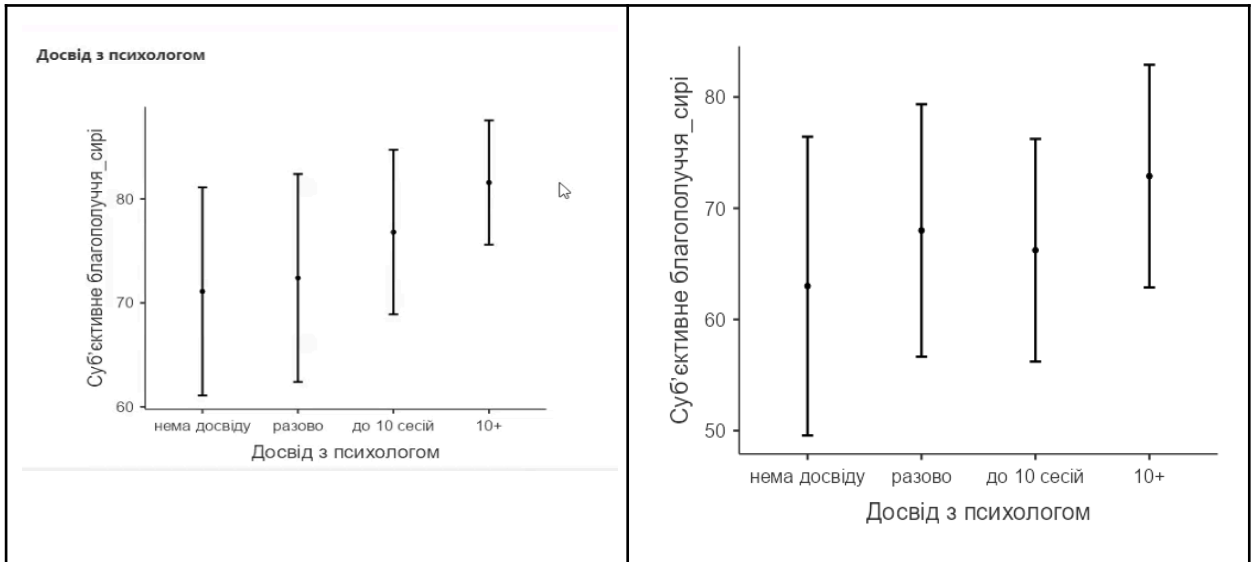 Досвід з психологом
Суб'єктивне благополуччя_сирі
80
70
60
нема досвіду разово до 10 сесій 10+
Досвід з психологом
Суб'єктивне благополуччя_сирі
80
70
60
50
нема досвіду разово до 10 сесій 10+
Досвід з психологом